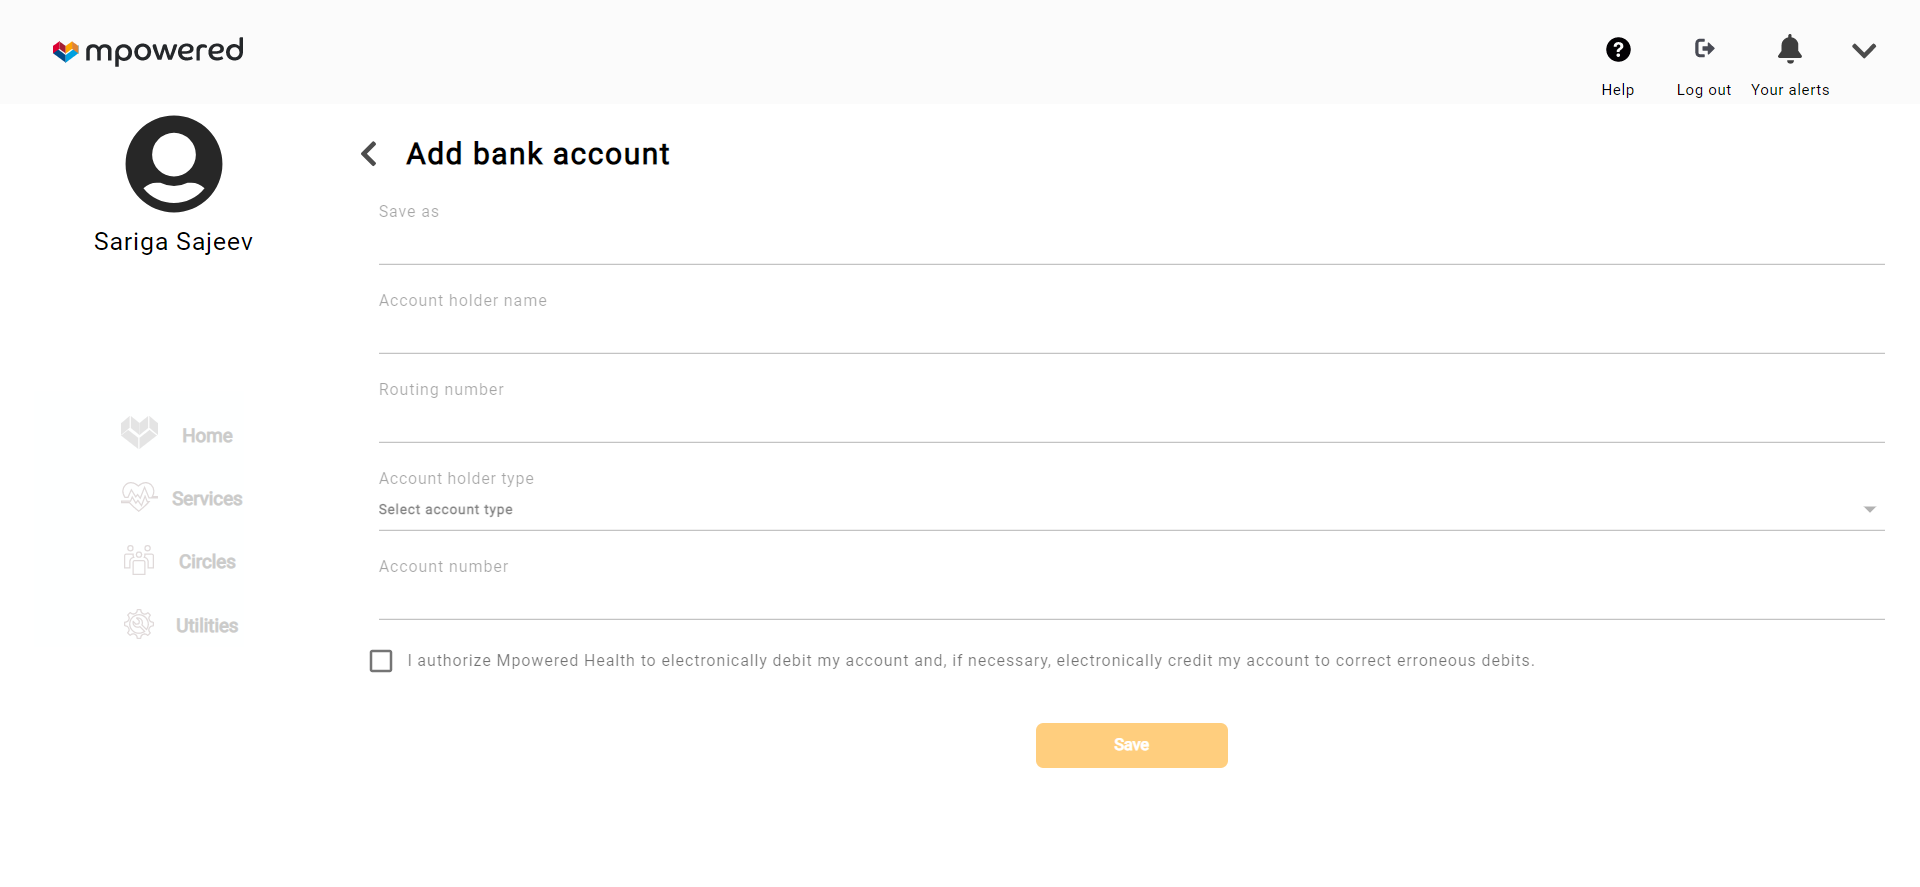 mpowered
Help
Log out
Your alerts
Sariga Sajeev
Home
Services
Circles
Utilities
Add bank account
Save as
Account holder name
Routing number
Account holder type
Select account type
Account number
I authorize Mpowered Health to electronically debit my account and, if necessary, electronically credit my account to correct erroneous debits.
Save